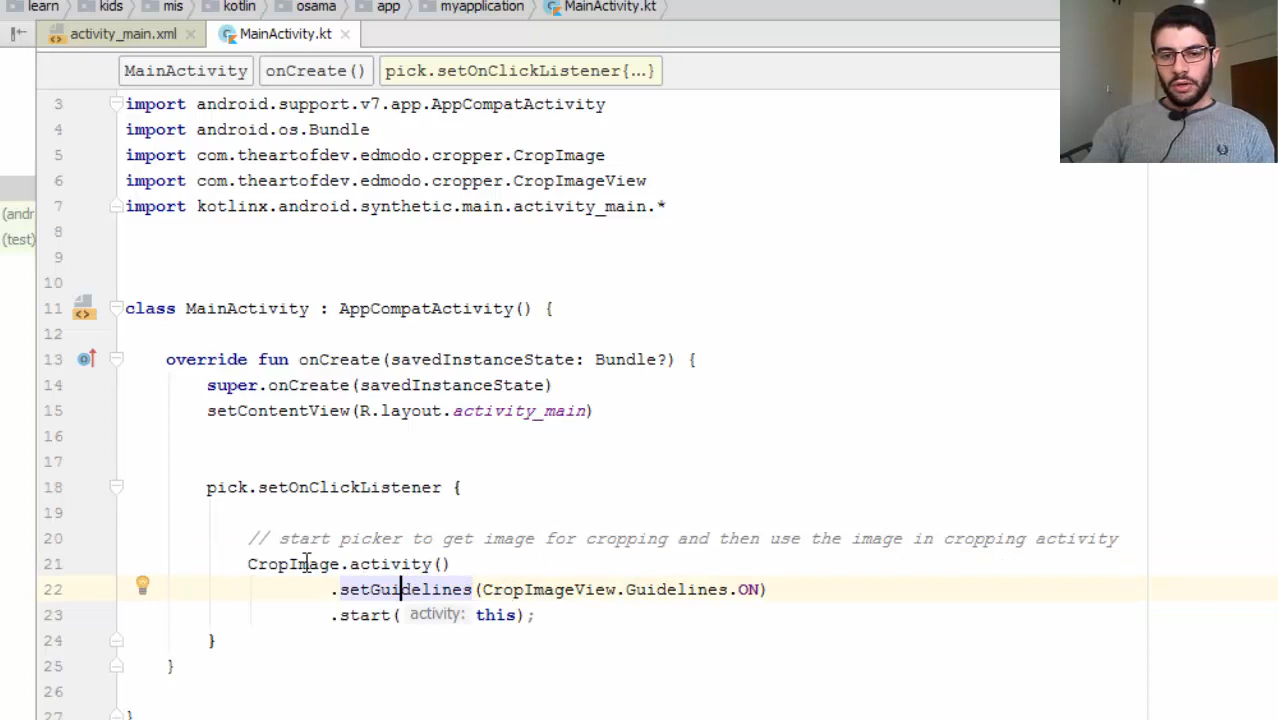 learn kids mis kotlin osama app myapplication MainActivity.kt
activity_main.xml MainActivity.kt
MainActivity onCreate() pick.setOnClickListener{...}
3 import android.support.v7.app.AppCompatActivity
4 import android.os.Bundle
5 import com.theartofdev.edmodo.cropper.CropImage
6 import com.theartofdev.edmodo.cropper.CropImageView
7 import kotlinx.android.synthetic.main.activity_main.*
8
9
10
11 class MainActivity : AppCompatActivity() {
12
13 override fun onCreate(savedInstanceState: Bundle?) {
14 super.onCreate(savedInstanceState)
15 setContentView(R.layout.activity_main)
16
17
18 pick.setOnClickListener {
19
20 // start picker to get image for cropping and then use the image in cropping activity
21 CropImage.activity()
22 .setGuidelines(CropImageView.Guidelines.ON)
23 .start( activity: this);
24 }
25 }
26
27 }
(andr
(test)